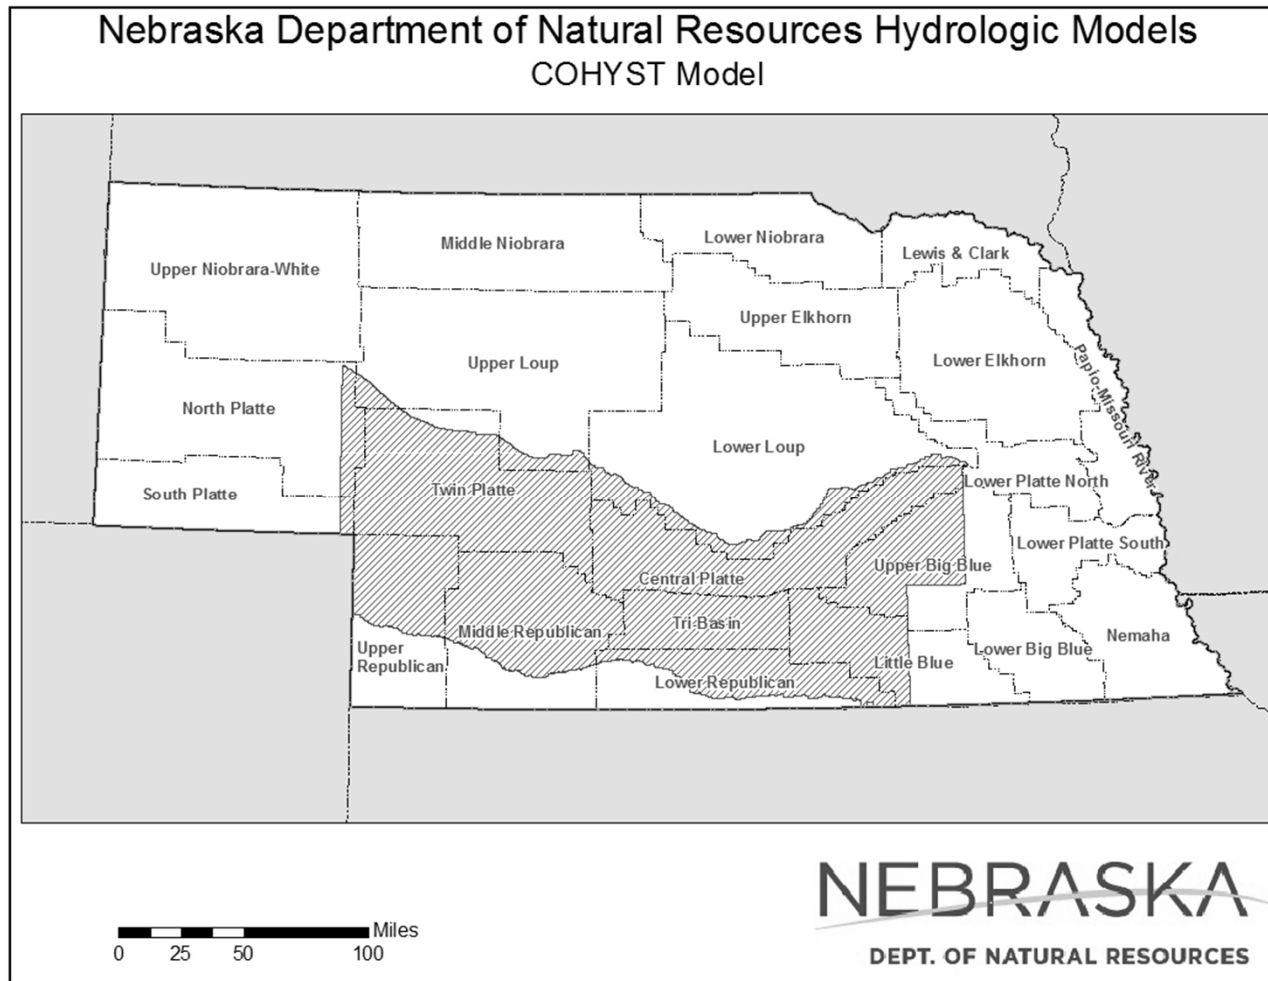 Nebraska Department of Natural Resources Hydrologic Models
COHYST Model
Middle Niobrara
Lower Niobrara
Lewis & Clark
Upper Niobrara-White
Upper Elkhorn
Upper Loup
Lower Elkhorn
Papio-Missouri River
North Platte
Lower Loup
South Platte
Twin Platte
Lower Platte North
Lower Platte South
Upper Big Blue
Central Platte
Tri-Basin
Middle Republican
Upper
Republican
Little Blue
Lower Big Blue
Nemaha
Lower Republican
Miles
0 25 50 100
NEBRASKA
DEPT. OF NATURAL RESOURCES